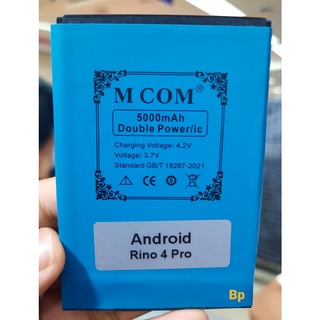 M COM®
5000mAh
Double Power/ic
Charging Voltage: 4.2V
Voltage: 3.7V
Standard GB/T 18287-2021
CE
Android
Rino 4 Pro
Bp